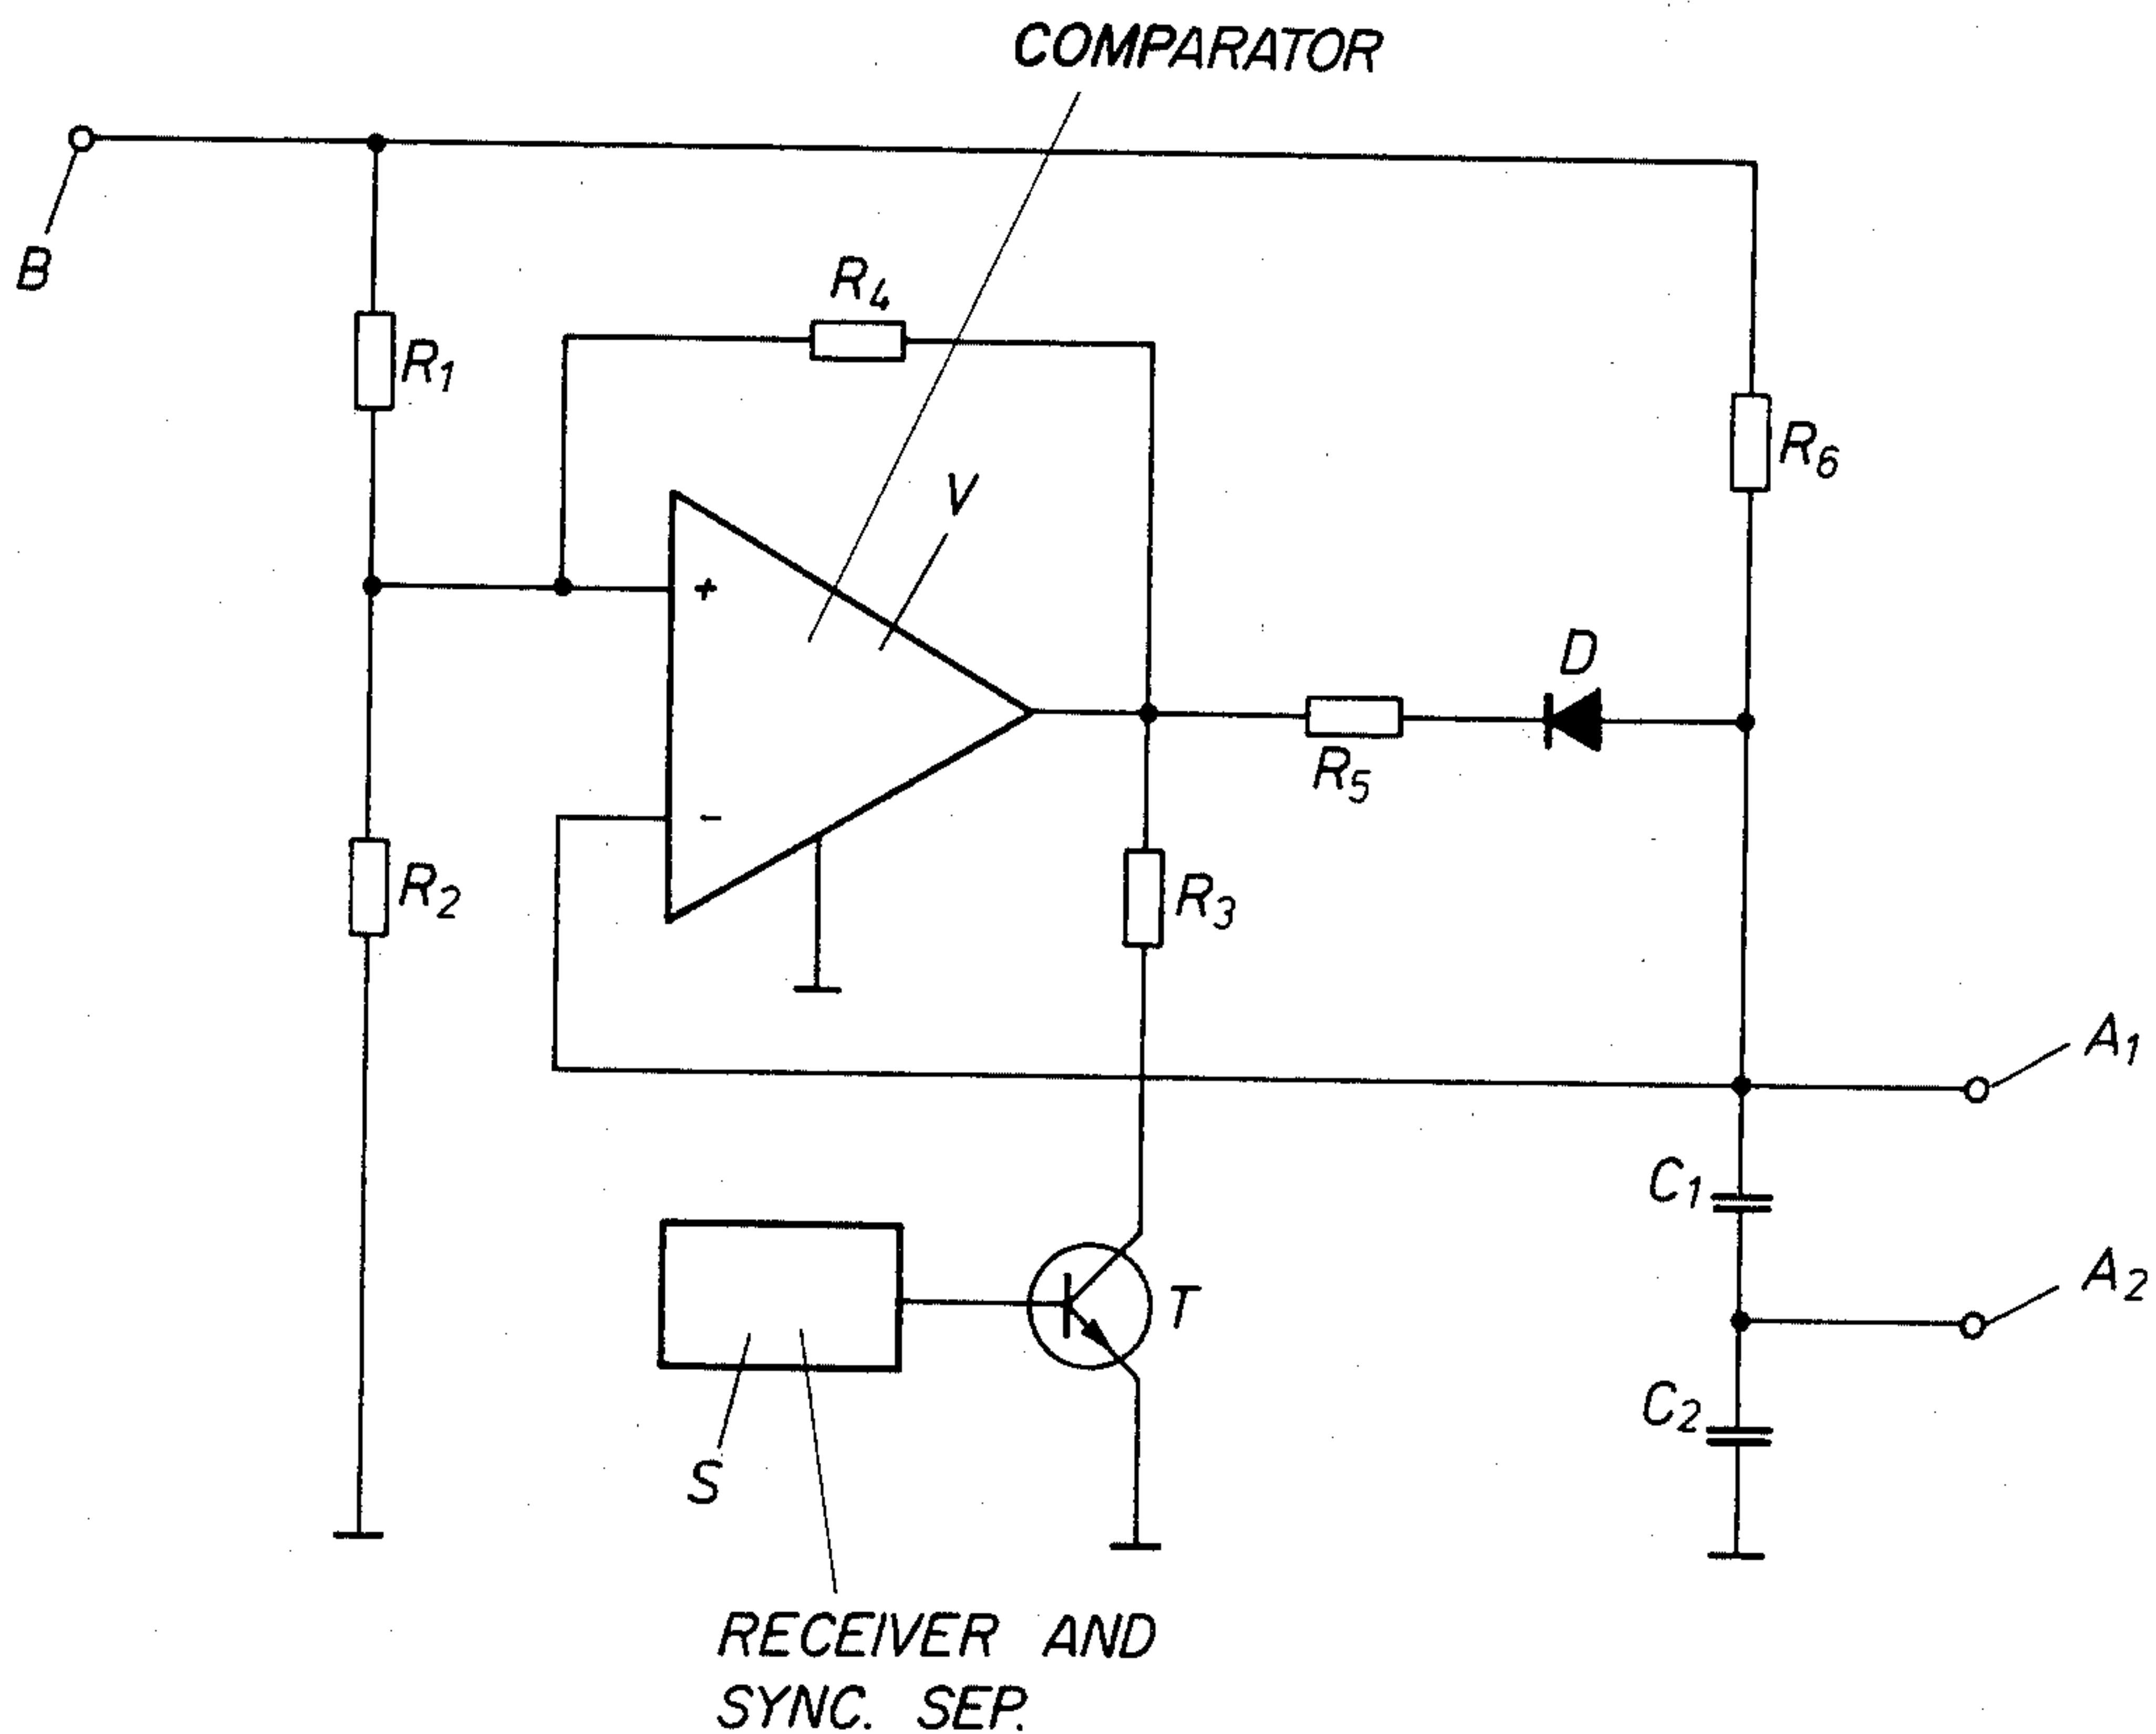 COMPARATOR
B
R4
R1
R6
V
+
D
R5
-
R2
R3
A1
C1
A2
T
C2
S
RECEIVER AND
SYNC. SEP.